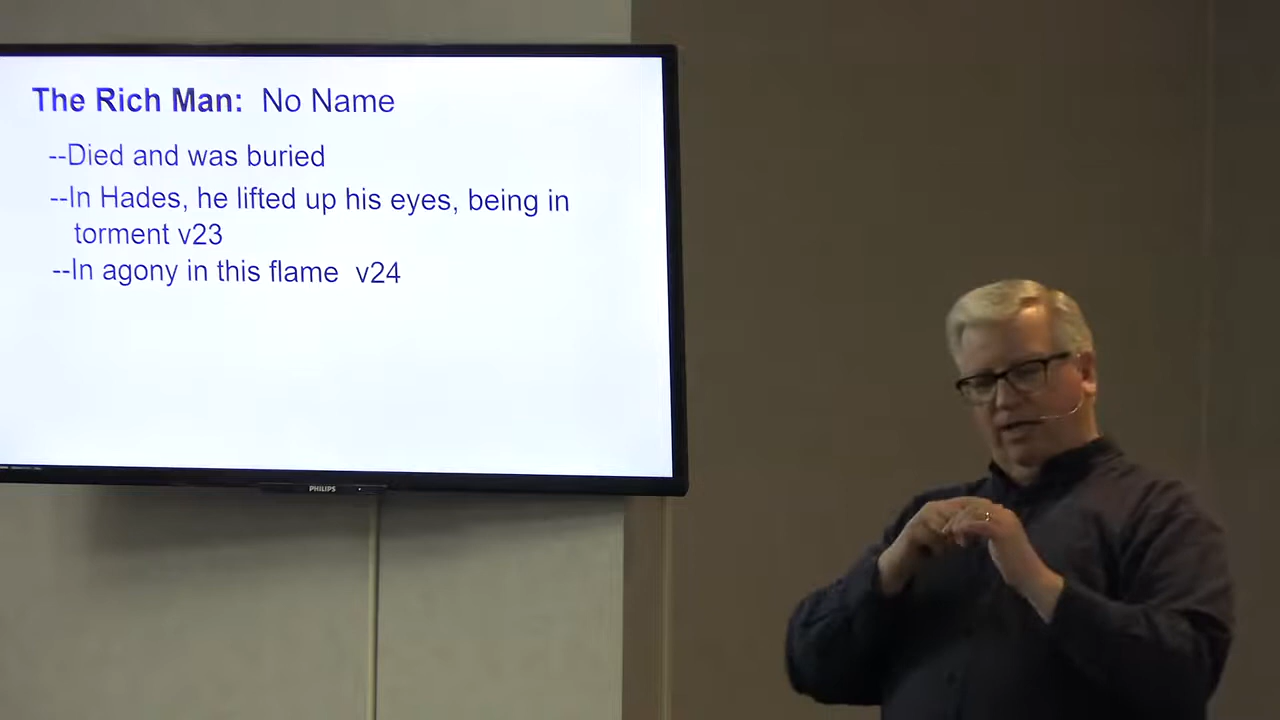 The Rich Man: No Name
--Died and was buried
--In Hades, he lifted up his eyes, being in
torment v23
--In agony in this flame v24
PHILIPS